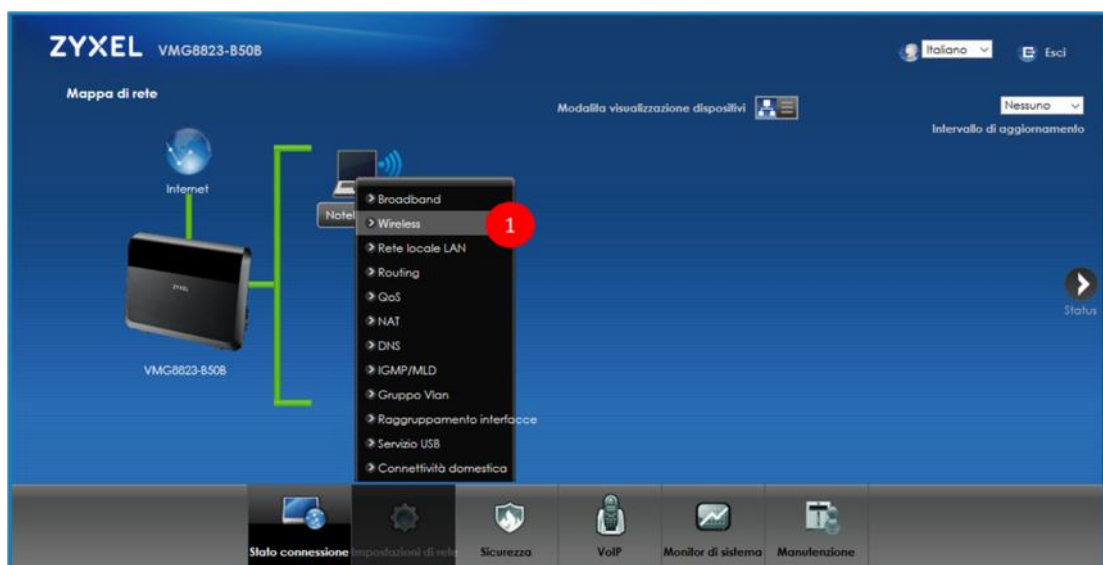 ZYXEL VMG8823-B50B
Italiano
Esci
Mappa di rete
Modalita visualizzazione dispositivi
Nessuno
Intervallo di aggiornamento
Internet
Broadband
Wireless
1
Rete locale LAN
Routing
QoS
NAT
DNS
IGMP/MLD
Gruppo Vlan
Raggruppamento interfacce
Servizio USB
Connettività domestica
ZYXEL
VMG8823-B50B
Status
Stato connessione
Impostazioni di rete
Sicurezza
VoIP
Monitor di sistema
Manutenzione